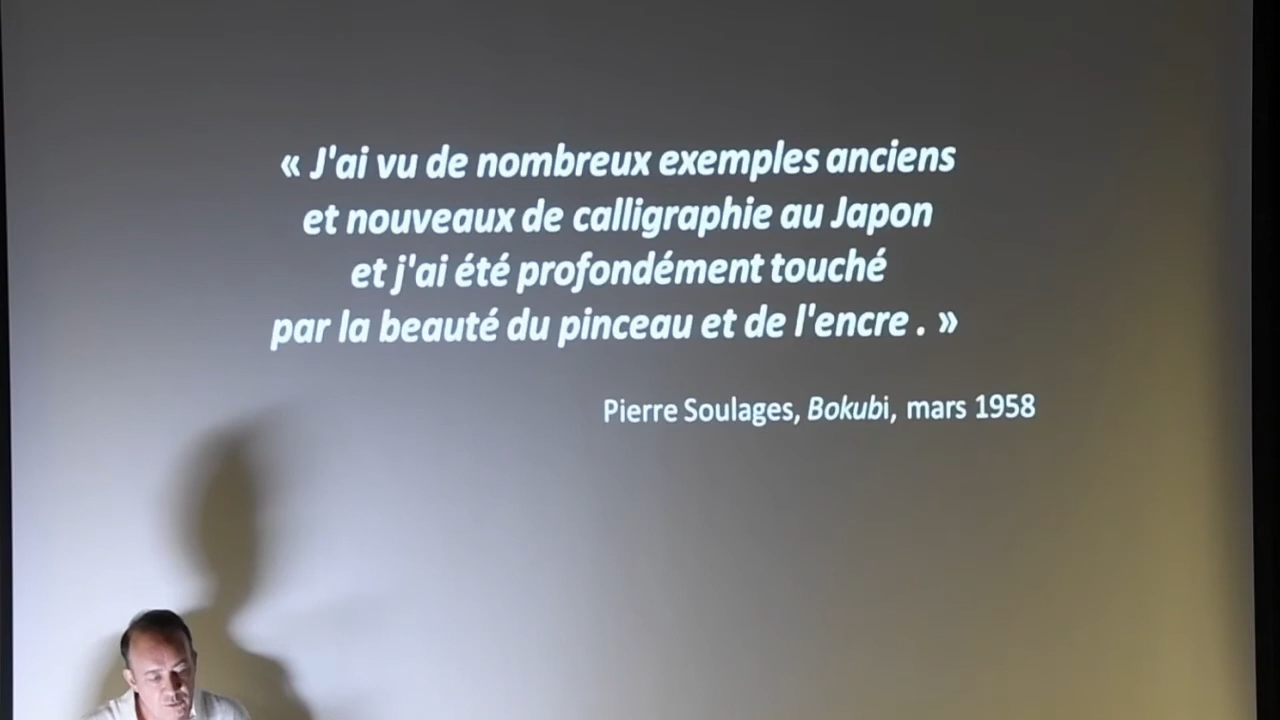 « J'ai vu de nombreux exemples anciens
et nouveaux de calligraphie au Japon
et j'ai été profondément touché
par la beauté du pinceau et de l'encre . »
Pierre Soulages, Bokubi, mars 1958